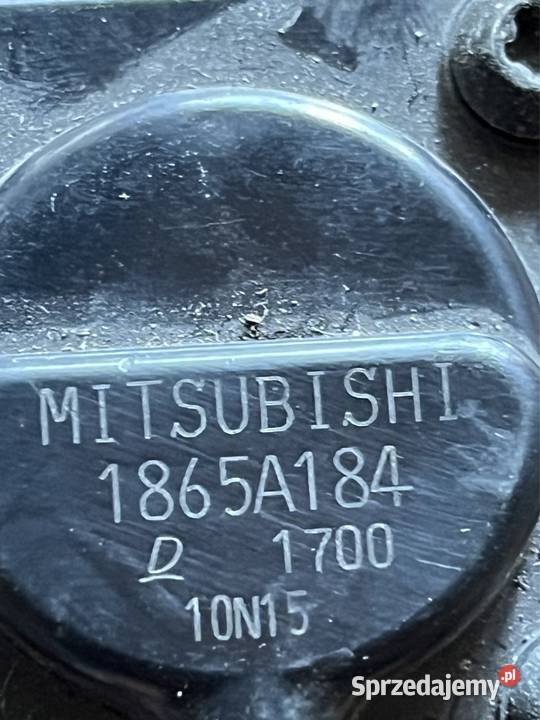 MITSUBISHI
1865A184
D 1700
10N15
Sprzedajemy.pl